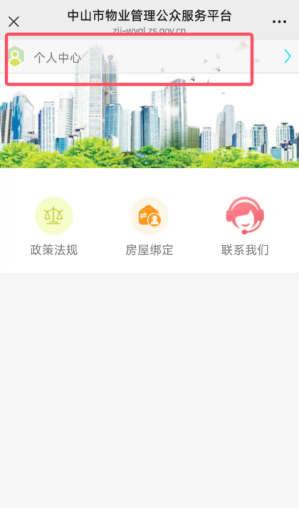 中山市物业管理公众服务平台
zjj-wygl.zs.gov.cn
个人中心
政策法规
房屋绑定
联系我们